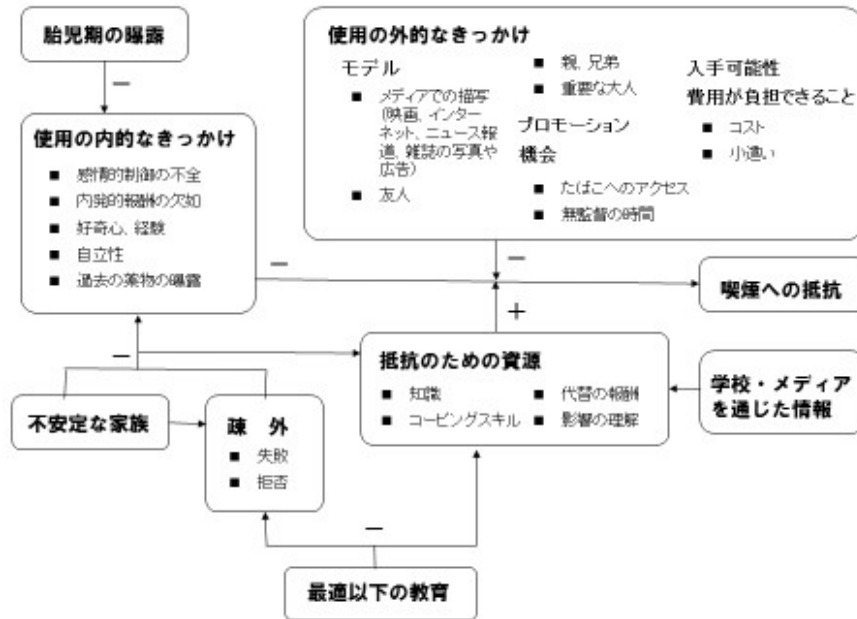 胎児期の曝露
−
使用の内的なきっかけ
■ 感情的制御の不全
■ 内発的報酬の欠如
■ 好奇心、経験
■ 自立性
■ 過去の薬物の曝露
使用の外的なきっかけ
モデル
■ メディアでの描写
(映画、インター
ネット、ニュース報
道、雑誌の写真や
広告)
■ 友人
■ 親、兄弟
■ 重要な大人
プロモーション
機会
■ たばこへのアクセス
■ 無監督の時間
入手可能性
費用が負担できること
■ コスト
■ 小遣い
−
−
喫煙への抵抗
+
−
抵抗のための資源
■ 知識
■ コーピングスキル
■ 代替の報酬
■ 影響の理解
学校・メディア
を通じた情報
不安定な家族
疎 外
■ 失敗
■ 拒否
−
最適以下の教育